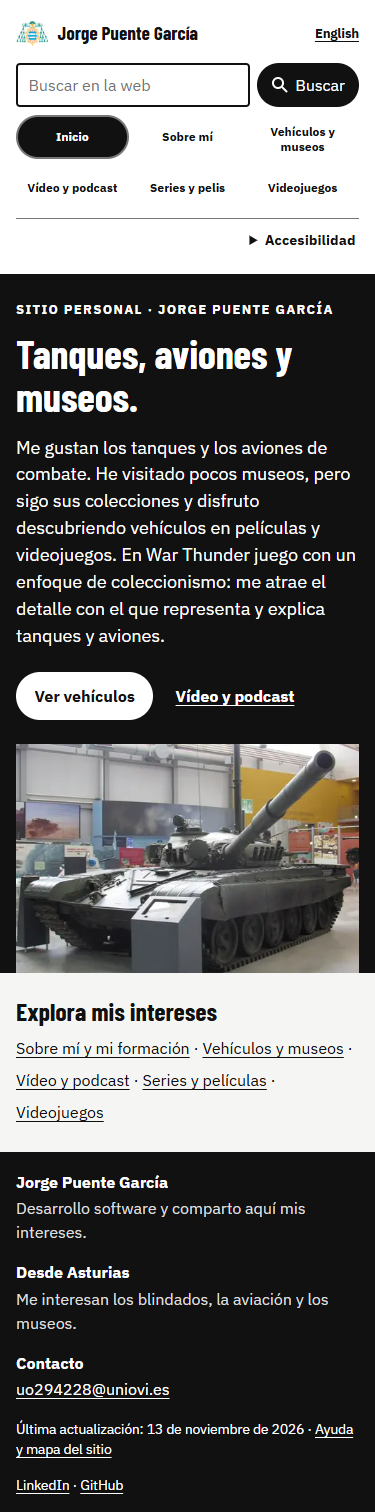 Jorge Puente García
English
Buscar en la web
Buscar
Inicio
Sobre mí
Vehículos y
museos
Vídeo y podcast
Series y pelis
Videojuegos
Accesibilidad
SITIO PERSONAL · JORGE PUENTE GARCÍA
Tanques, aviones y
museos.
Me gustan los tanques y los aviones de
combate. He visitado pocos museos, pero
sigo sus colecciones y disfruto
descubriendo vehículos en películas y
videojuegos. En War Thunder juego con un
enfoque de coleccionismo: me atrae el
detalle con el que representa y explica
tanques y aviones.
Ver vehículos
Vídeo y podcast
Explora mis intereses
Sobre mí y mi formación · Vehículos y museos ·
Vídeo y podcast · Series y películas ·
Videojuegos
Jorge Puente García
Desarrollo software y comparto aquí mis
intereses.
Desde Asturias
Me interesan los blindados, la aviación y los
museos.
Contacto
uo294228@uniovi.es
Última actualización: 13 de noviembre de 2026 · Ayuda
y mapa del sitio
LinkedIn · GitHub